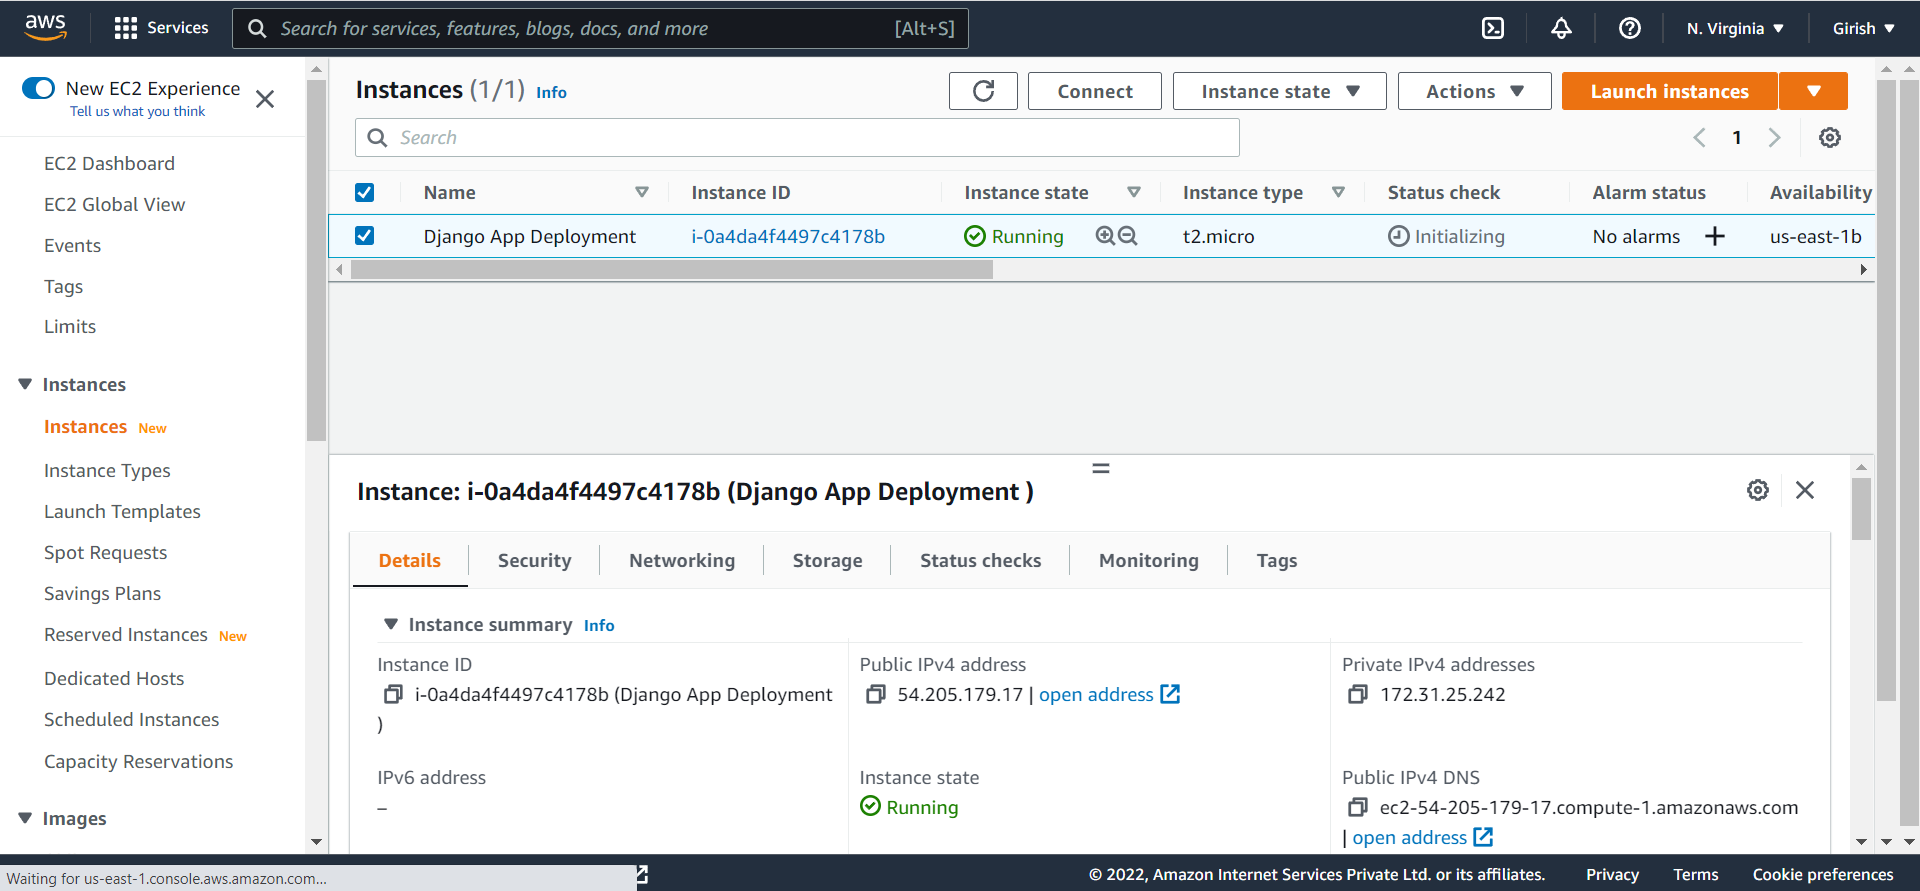 aws
Services
Search for services, features, blogs, docs, and more [Alt+S]
N. Virginia
Girish
New EC2 Experience
Tell us what you think
EC2 Dashboard
EC2 Global View
Events
Tags
Limits
Instances
Instances New
Instance Types
Launch Templates
Spot Requests
Savings Plans
Reserved Instances New
Dedicated Hosts
Scheduled Instances
Capacity Reservations
Images
Instances (1/1) Info
Connect
Instance state
Actions
Launch instances
Search
1
Name Instance ID Instance state Instance type Status check Alarm status Availability
Django App Deployment i-0a4da4f4497c4178b Running t2.micro Initializing No alarms + us-east-1b
Instance: i-0a4da4f4497c4178b (Django App Deployment )
Details Security Networking Storage Status checks Monitoring Tags
Instance summary Info
Instance ID
i-0a4da4f4497c4178b (Django App Deployment
)
Public IPv4 address
54.205.179.17 | open address
Private IPv4 addresses
172.31.25.242
IPv6 address
–
Instance state
Running
Public IPv4 DNS
ec2-54-205-179-17.compute-1.amazonaws.com
| open address
Waiting for us-east-1.console.aws.amazon.com...
© 2022, Amazon Internet Services Private Ltd. or its affiliates. Privacy Terms Cookie preferences